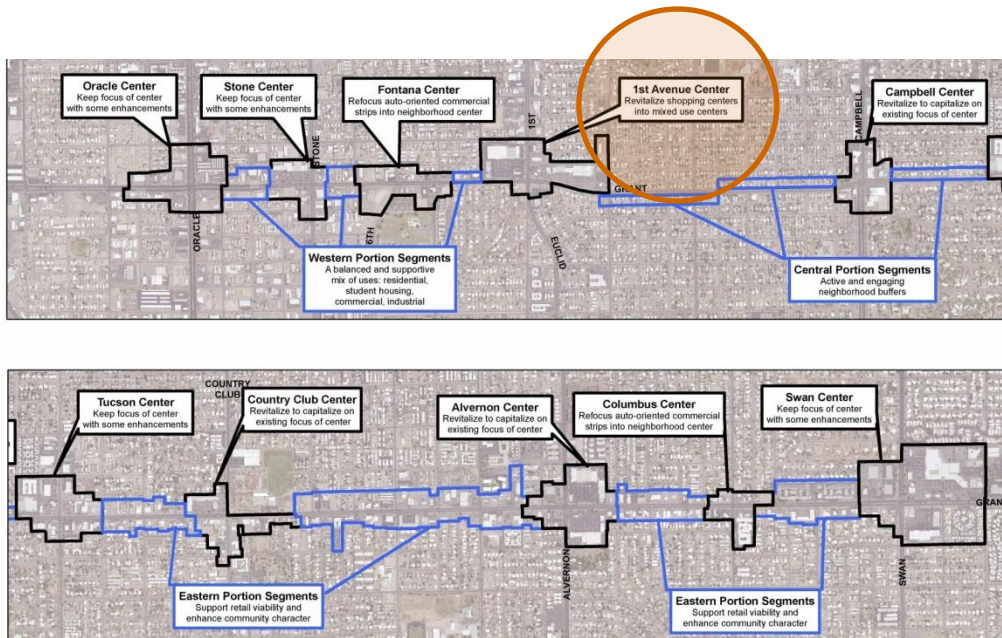 Oracle Center
Keep focus of center
with some enhancements
Stone Center
Keep focus of center
with some enhancements
Fontana Center
Refocus auto-oriented commercial
strips into neighborhood center
1st Avenue Center
Revitalize shopping centers
into mixed use centers
Campbell Center
Revitalize to capitalize on
existing focus of center
ORACLE
STONE
6TH
1ST
EUCLID
GRANT
CAMPBELL
Western Portion Segments
A balanced and supportive
mix of uses: residential,
student housing,
commercial, industrial
Central Portion Segments
Active and engaging
neighborhood buffers
Tucson Center
Keep focus of center
with some enhancements
COUNTRY
CLUB
Country Club Center
Revitalize to capitalize on
existing focus of center
Alvernon Center
Revitalize to capitalize on
existing focus of center
Columbus Center
Refocus auto-oriented commercial
strips into neighborhood center
Swan Center
Keep focus of center
with some enhancements
GRAN
ALVERNON
SWAN
Eastern Portion Segments
Support retail viability and
enhance community character
Eastern Portion Segments
Support retail viability and
enhance community character